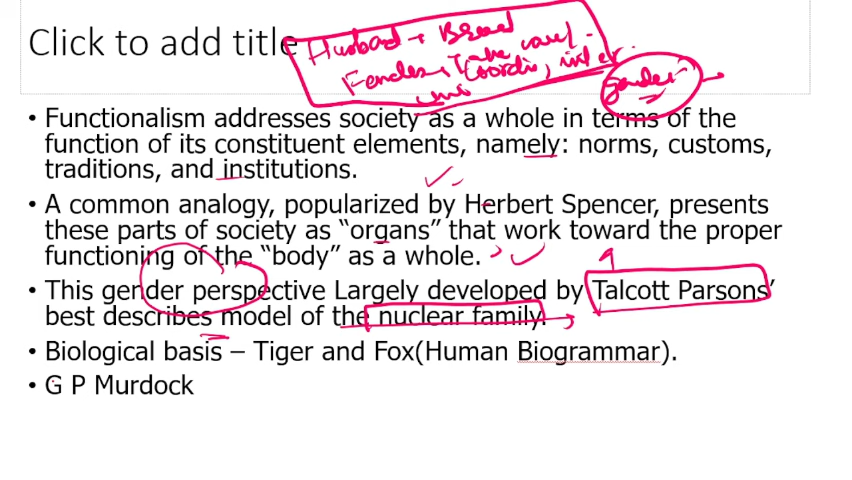 Click to add title
Husbad → Bread
Females → Take care
gender
• Functionalism addresses society as a whole in terms of the
function of its constituent elements, namely: norms, customs,
traditions, and institutions.
• A common analogy, popularized by Herbert Spencer, presents
these parts of society as “organs” that work toward the proper
functioning of the “body” as a whole.
• This gender perspective Largely developed by Talcott Parsons’
best describes model of the nuclear family.
• Biological basis – Tiger and Fox(Human Biogrammar).
• G P Murdock